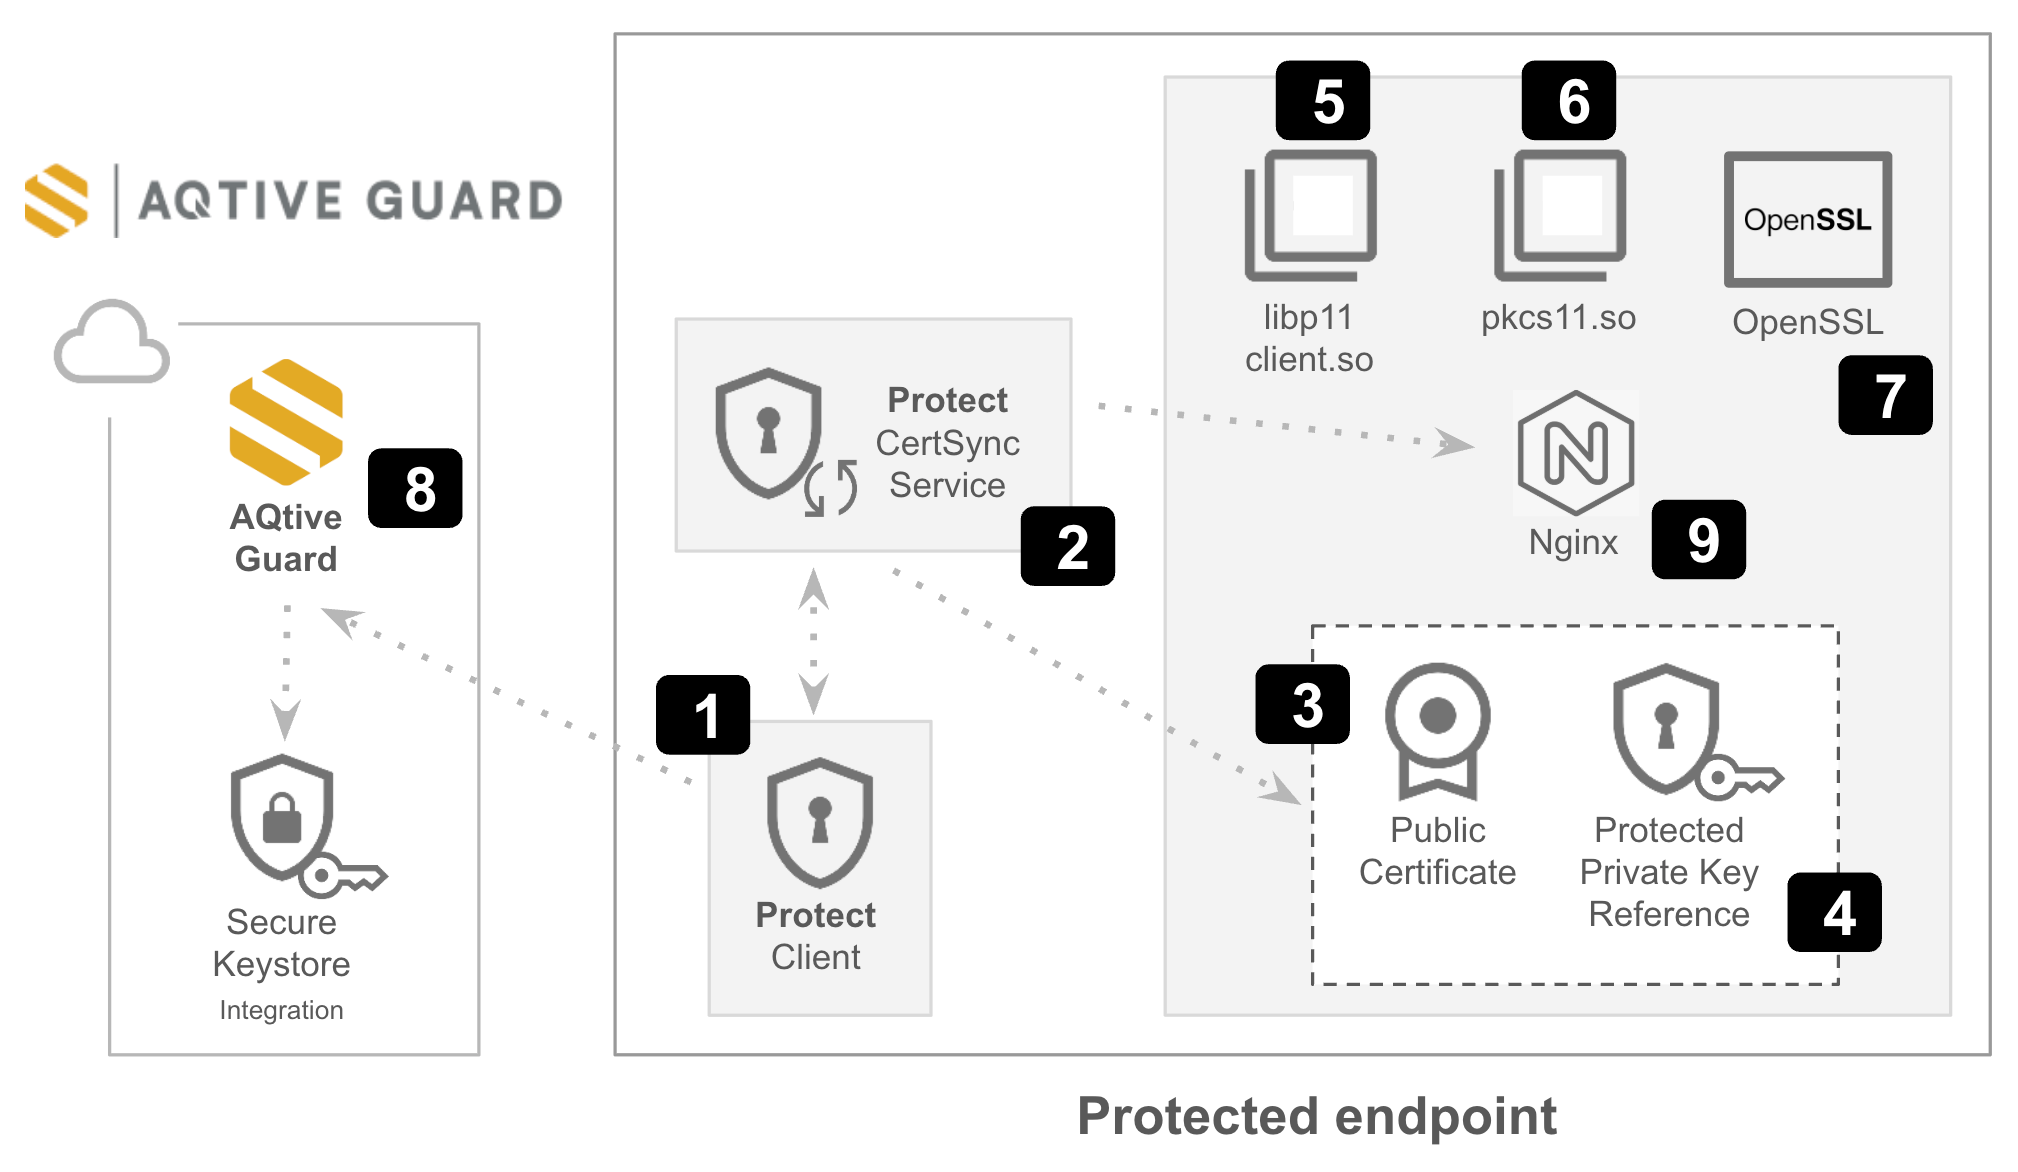 AQTIVE GUARD
8
AQtive
Guard
Secure
Keystore
Integration
Protect
CertSync
Service
2
1
Protect
Client
5
6
libp11
client.so
pkcs11.so
OpenSSL
OpenSSL
7
N
Nginx
9
3
Public
Certificate
Protected
Private Key
Reference
4
Protected endpoint